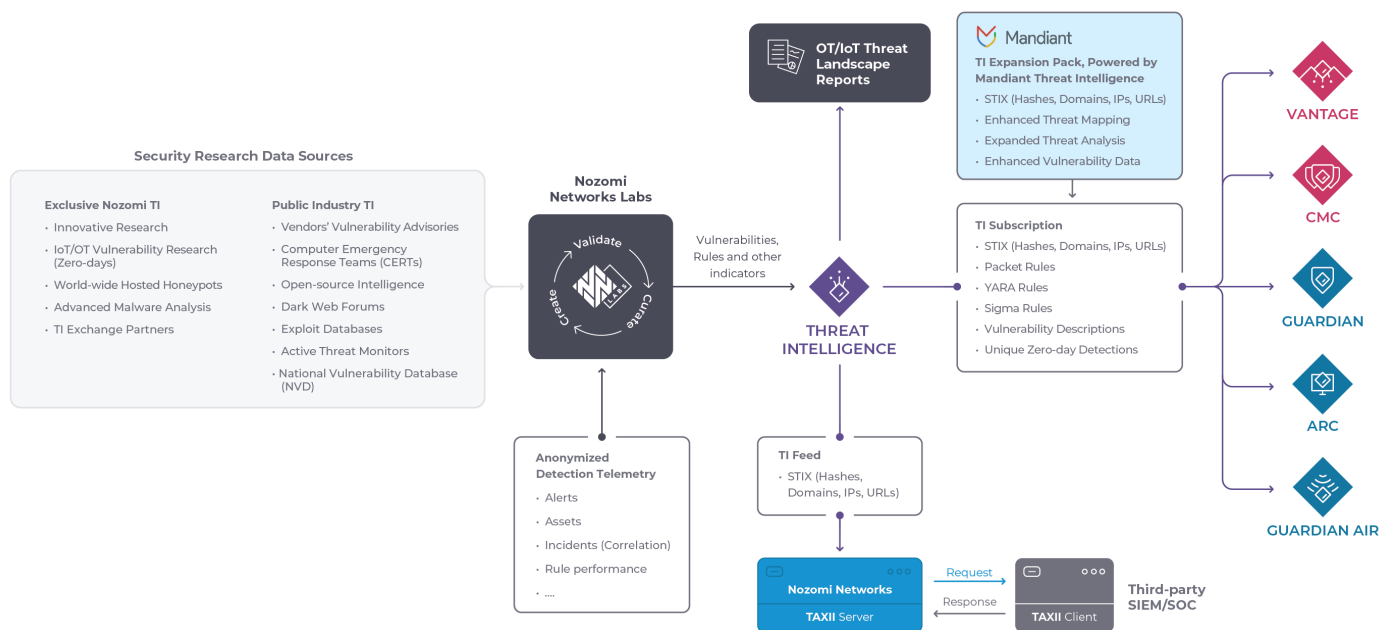 Security Research Data Sources
Exclusive Nozomi TI
· Innovative Research
· IoT/OT Vulnerability Research
(Zero-days)
· World-wide Hosted Honeypots
· Advanced Malware Analysis
· TI Exchange Partners
Public Industry TI
· Vendors' Vulnerability Advisories
· Computer Emergency
Response Teams (CERTs)
· Open-source Intelligence
· Dark Web Forums
· Exploit Databases
· Active Threat Monitors
· National Vulnerability Database
(NVD)
Nozomi
Networks Labs
Validate
Curate
Create
LABS
Anonymized
Detection Telemetry
· Alerts
· Assets
· Incidents (Correlation)
· Rule performance
· ....
Vulnerabilities,
Rules and other
indicators
OT/IoT Threat
Landscape
Reports
THREAT
INTELLIGENCE
TI Feed
· STIX (Hashes,
Domains, IPs, URLs)
Nozomi Networks
TAXII Server
Request
Response
TAXII Client
Third-party
SIEM/SOC
Mandiant
TI Expansion Pack, Powered by
Mandiant Threat Intelligence
· STIX (Hashes, Domains, IPs, URLs)
· Enhanced Threat Mapping
· Expanded Threat Analysis
· Enhanced Vulnerability Data
TI Subscription
· STIX (Hashes, Domains, IPs, URLs)
· Packet Rules
· YARA Rules
· Sigma Rules
· Vulnerability Descriptions
· Unique Zero-day Detections
VANTAGE
CMC
GUARDIAN
ARC
GUARDIAN AIR